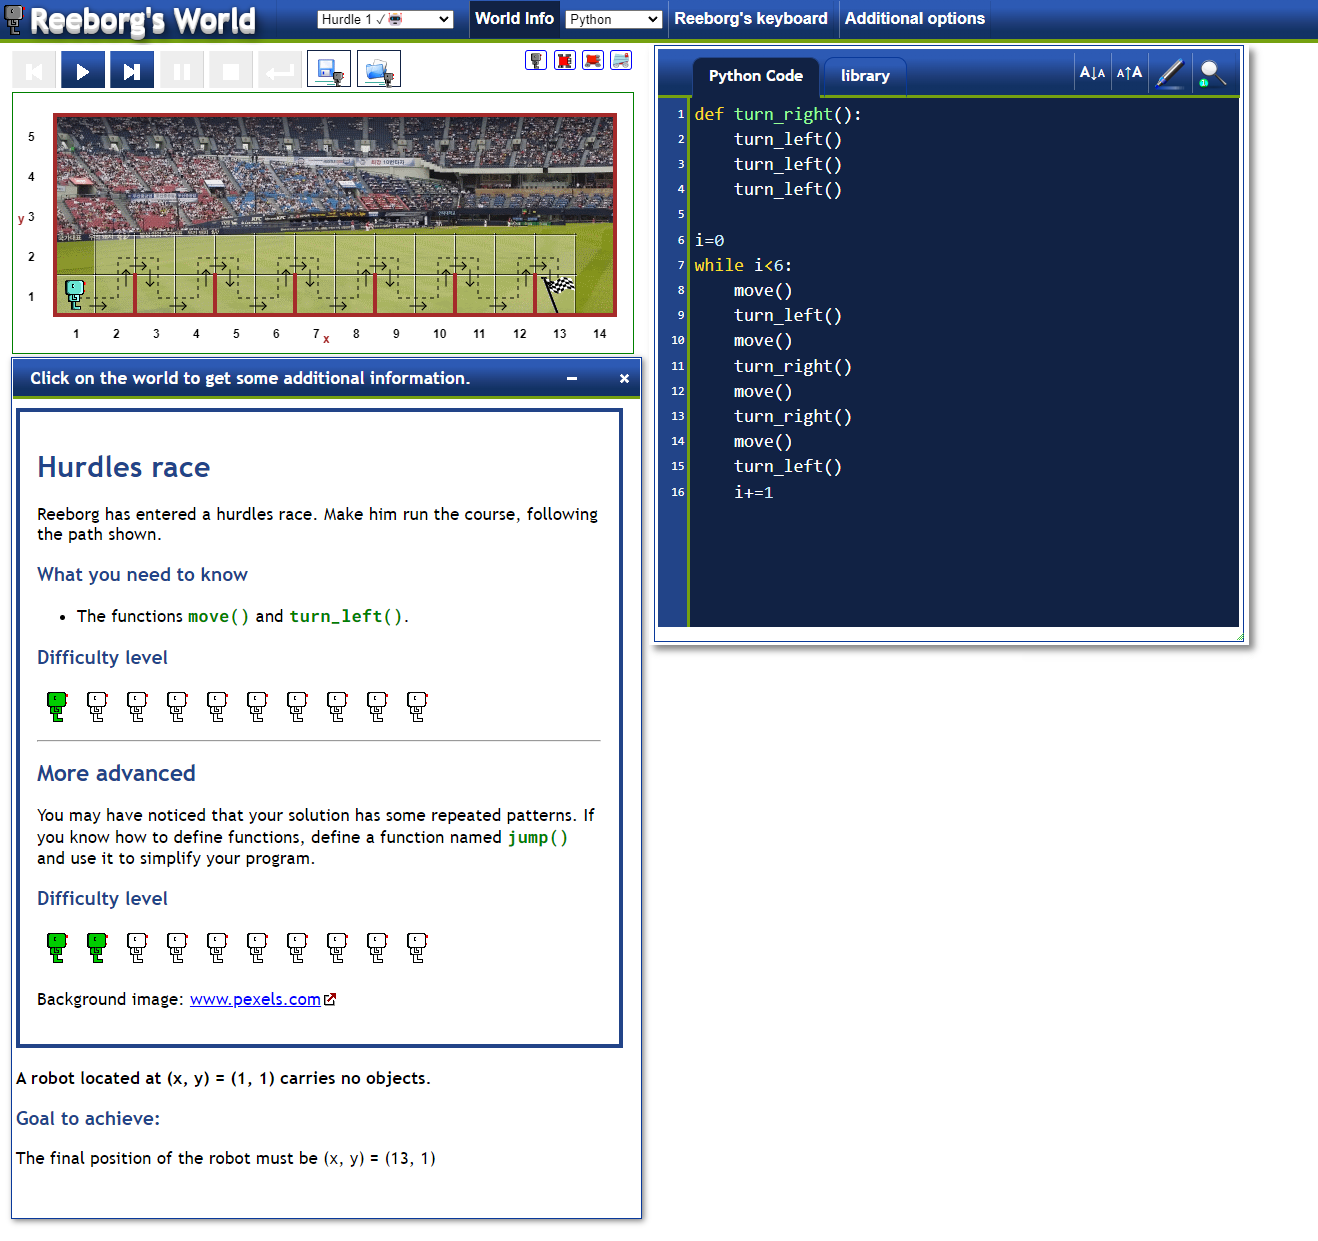 Reeborg's World
Hurdle 1 ✓
World Info
Python
Reeborg's keyboard
Additional options
5
4
y 3
2
1
1 2 3 4 5 6 7 8 9 10 11 12 13 14
x
Click on the world to get some additional information.
Hurdles race
Reeborg has entered a hurdles race. Make him run the course, following
the path shown.
What you need to know
• The functions move() and turn_left().
Difficulty level
More advanced
You may have noticed that your solution has some repeated patterns. If
you know how to define functions, define a function named jump()
and use it to simplify your program.
Difficulty level
Background image: www.pexels.com
A robot located at (x, y) = (1, 1) carries no objects.
Goal to achieve:
The final position of the robot must be (x, y) = (13, 1)
Python Code
library
A↓A
A↑A
1 def turn_right():
2     turn_left()
3     turn_left()
4     turn_left()
5
6 i=0
7 while i<6:
8     move()
9     turn_left()
10     move()
11     turn_right()
12     move()
13     turn_right()
14     move()
15     turn_left()
16     i+=1